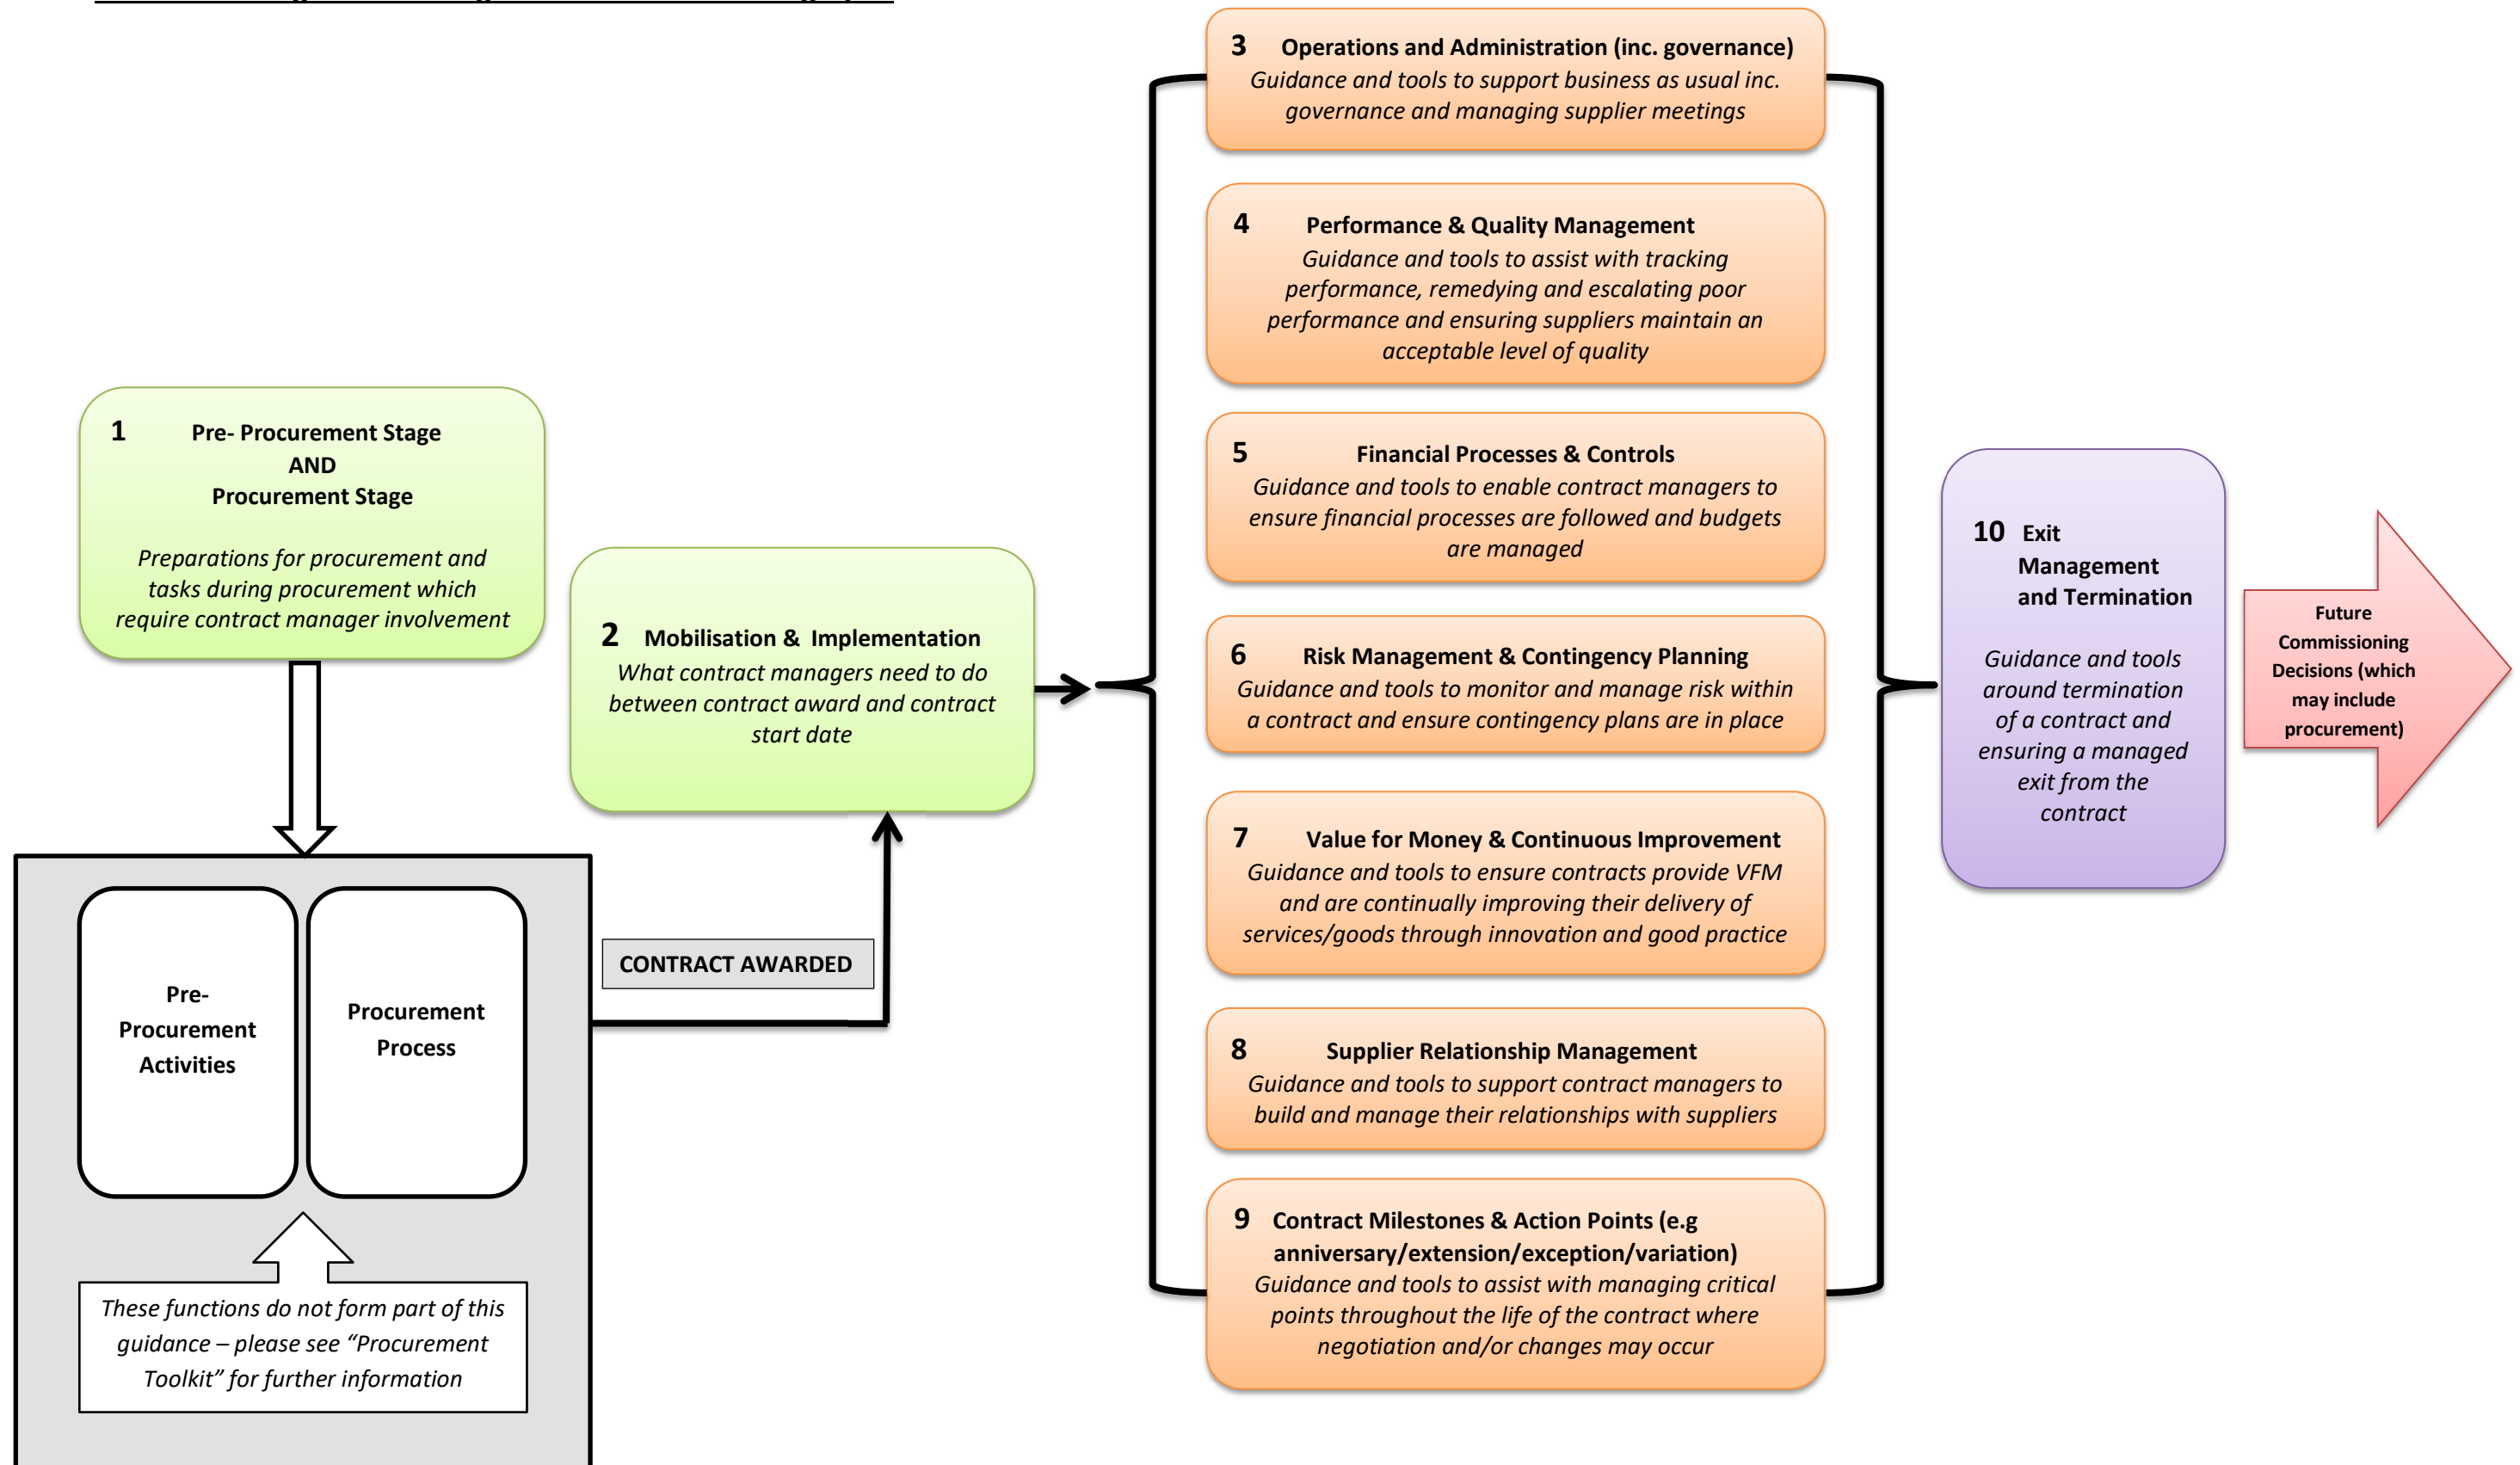 1 Pre- Procurement Stage
AND
Procurement Stage
Preparations for procurement and
tasks during procurement which
require contract manager involvement
Pre-
Procurement
Activities
Procurement
Process
These functions do not form part of this
guidance – please see “Procurement
Toolkit” for further information
CONTRACT AWARDED
2 Mobilisation & Implementation
What contract managers need to do
between contract award and contract
start date
3 Operations and Administration (inc. governance)
Guidance and tools to support business as usual inc.
governance and managing supplier meetings
4 Performance & Quality Management
Guidance and tools to assist with tracking
performance, remedying and escalating poor
performance and ensuring suppliers maintain an
acceptable level of quality
5 Financial Processes & Controls
Guidance and tools to enable contract managers to
ensure financial processes are followed and budgets
are managed
6 Risk Management & Contingency Planning
Guidance and tools to monitor and manage risk within
a contract and ensure contingency plans are in place
7 Value for Money & Continuous Improvement
Guidance and tools to ensure contracts provide VFM
and are continually improving their delivery of
services/goods through innovation and good practice
8 Supplier Relationship Management
Guidance and tools to support contract managers to
build and manage their relationships with suppliers
9 Contract Milestones & Action Points (e.g
anniversary/extension/exception/variation)
Guidance and tools to assist with managing critical
points throughout the life of the contract where
negotiation and/or changes may occur
10 Exit
Management
and Termination
Guidance and tools
around termination
of a contract and
ensuring a managed
exit from the
contract
Future
Commissioning
Decisions (which
may include
procurement)